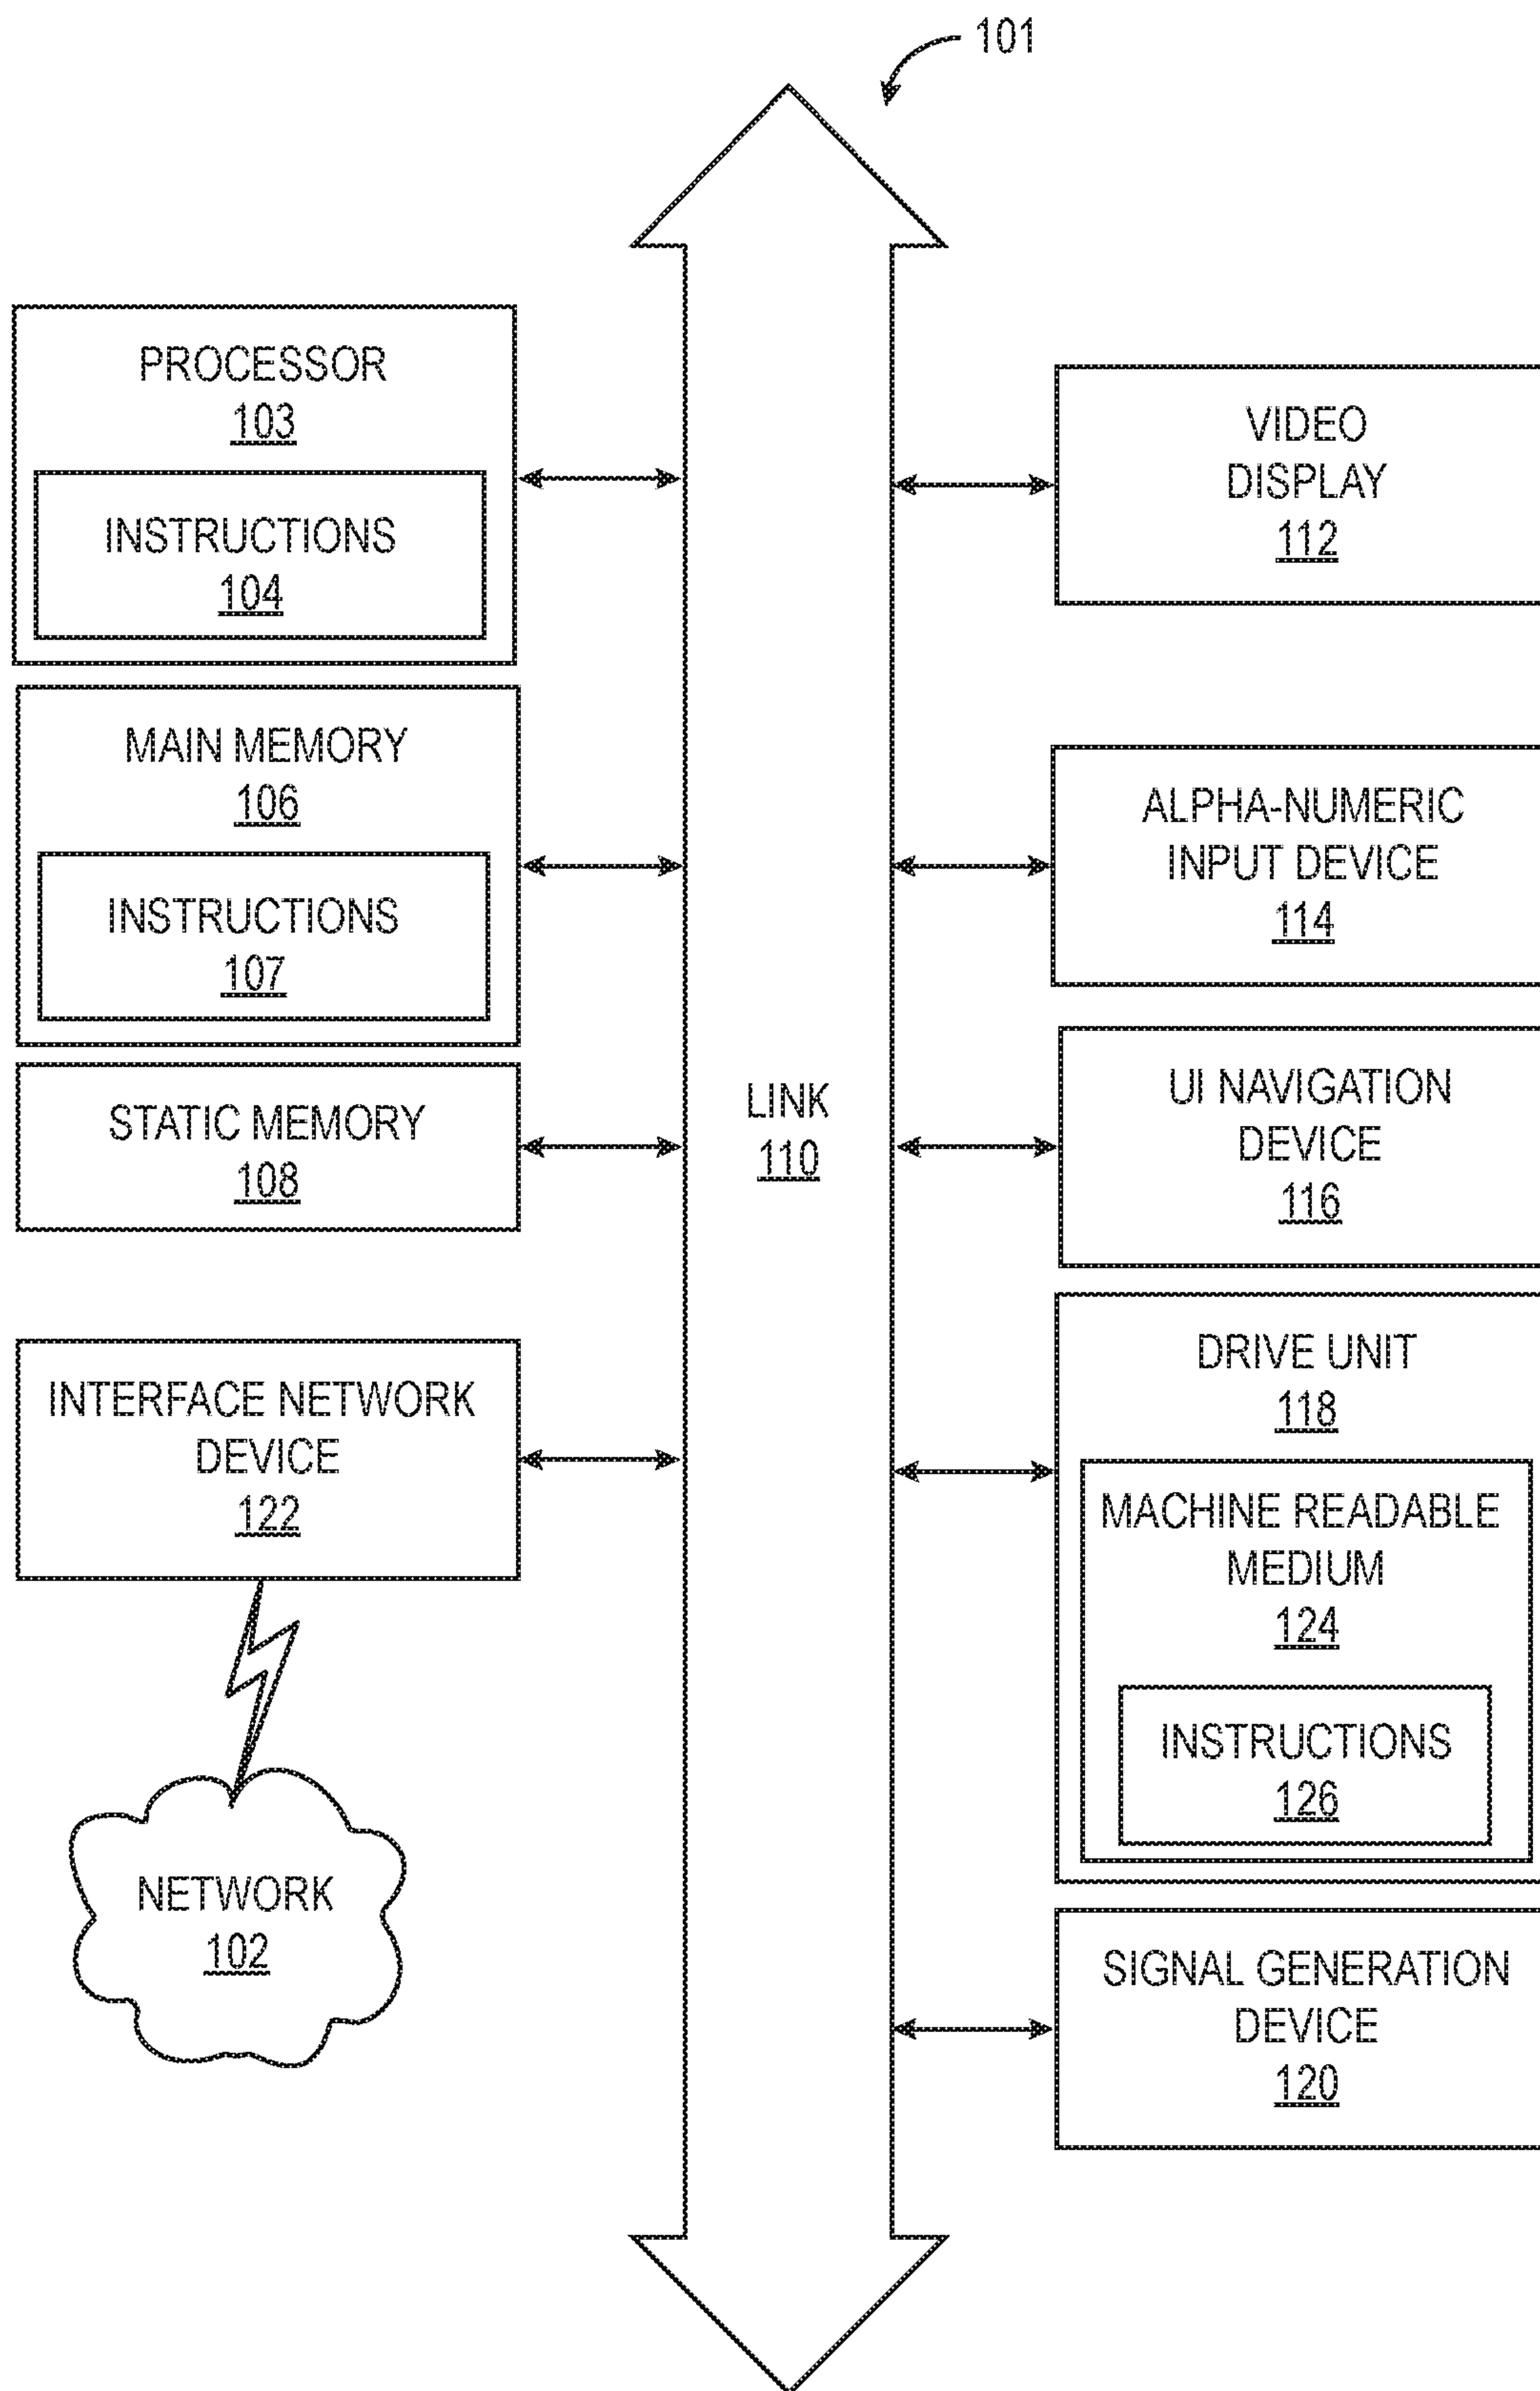 101
PROCESSOR
103
INSTRUCTIONS
104
MAIN MEMORY
106
INSTRUCTIONS
107
STATIC MEMORY
108
INTERFACE NETWORK
DEVICE
122
NETWORK
102
LINK
110
VIDEO
DISPLAY
112
ALPHA-NUMERIC
INPUT DEVICE
114
UI NAVIGATION
DEVICE
116
DRIVE UNIT
118
MACHINE READABLE
MEDIUM
124
INSTRUCTIONS
126
SIGNAL GENERATION
DEVICE
120